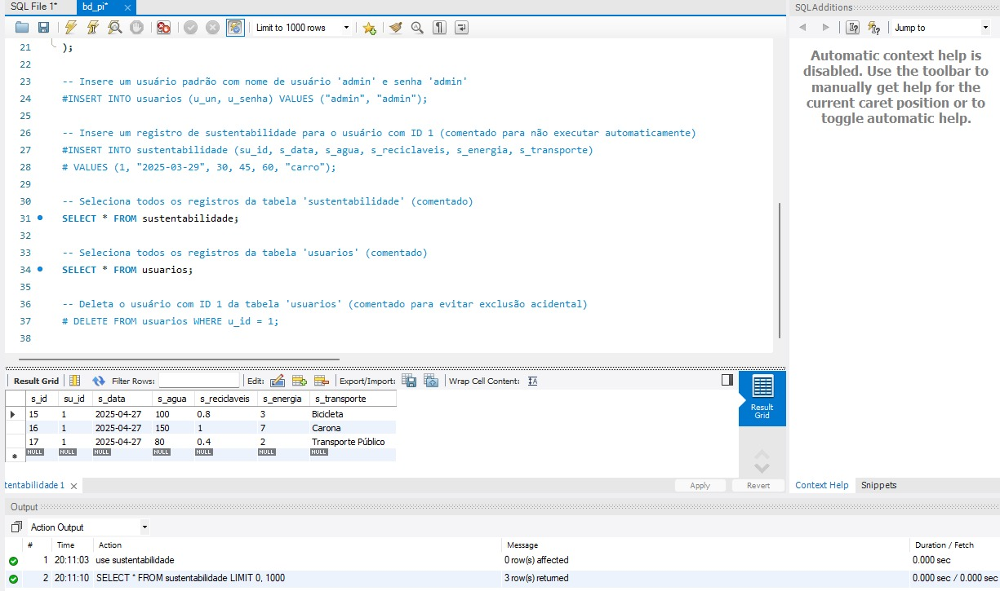 SQL File 1*
bd_pi*
Limit to 1000 rows
21 );
22
23 -- Insere um usuário padrão com nome de usuário 'admin' e senha 'admin'
24 #INSERT INTO usuarios (u_un, u_senha) VALUES ("admin", "admin");
25
26 -- Insere um registro de sustentabilidade para o usuário com ID 1 (comentado para não executar automaticamente)
27 #INSERT INTO sustentabilidade (su_id, s_data, s_agua, s_reciclaveis, s_energia, s_transporte)
28 # VALUES (1, "2025-03-29", 30, 45, 60, "carro");
29
30 -- Seleciona todos os registros da tabela 'sustentabilidade' (comentado)
31 SELECT * FROM sustentabilidade;
32
33 -- Seleciona todos os registros da tabela 'usuarios' (comentado)
34 SELECT * FROM usuarios;
35
36 -- Deleta o usuário com ID 1 da tabela 'usuarios' (comentado para evitar exclusão acidental)
37 # DELETE FROM usuarios WHERE u_id = 1;
38
SQLAdditions
Jump to
Automatic context help is
disabled. Use the toolbar to
manually get help for the
current caret position or to
toggle automatic help.
Result Grid Filter Rows: Edit: Export/Import: Wrap Cell Content:
s_id su_id s_data s_agua s_reciclaveis s_energia s_transporte
15 1 2025-04-27 100 0.8 3 Bicicleta
16 1 2025-04-27 150 1 7 Carona
17 1 2025-04-27 80 0.4 2 Transporte Público
NULL NULL NULL NULL NULL NULL NULL
Result
Grid
tentabilidade 1
Apply Revert
Context Help Snippets
Output
Action Output
# Time Action Message Duration / Fetch
1 20:11:03 use sustentabilidade 0 row(s) affected 0.000 sec
2 20:11:10 SELECT * FROM sustentabilidade LIMIT 0, 1000 3 row(s) returned 0.000 sec / 0.000 sec